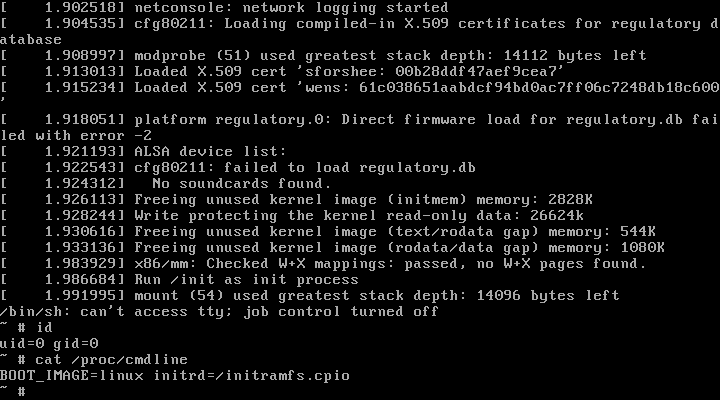 [    1.902518] netconsole: network logging started
[    1.904535] cfg80211: Loading compiled-in X.509 certificates for regulatory d
atabase
[    1.908997] modprobe (51) used greatest stack depth: 14112 bytes left
[    1.913013] Loaded X.509 cert 'sforshee: 00b28ddf47aef9cea7'
[    1.915234] Loaded X.509 cert 'wens: 61c038651aabdcf94bd0ac7ff06c7248db18c600
'
[    1.918051] platform regulatory.0: Direct firmware load for regulatory.db fai
led with error -2
[    1.921193] ALSA device list:
[    1.922543] cfg80211: failed to load regulatory.db
[    1.924312]   No soundcards found.
[    1.926113] Freeing unused kernel image (initmem) memory: 2828K
[    1.928244] Write protecting the kernel read-only data: 26624k
[    1.930616] Freeing unused kernel image (text/rodata gap) memory: 544K
[    1.933136] Freeing unused kernel image (rodata/data gap) memory: 1080K
[    1.983929] x86/mm: Checked W+X mappings: passed, no W+X pages found.
[    1.986684] Run /init as init process
[    1.991995] mount (54) used greatest stack depth: 14096 bytes left
/bin/sh: can't access tty; job control turned off
~ # id
uid=0 gid=0
~ # cat /proc/cmdline
BOOT_IMAGE=linux initrd=/initramfs.cpio
~ #